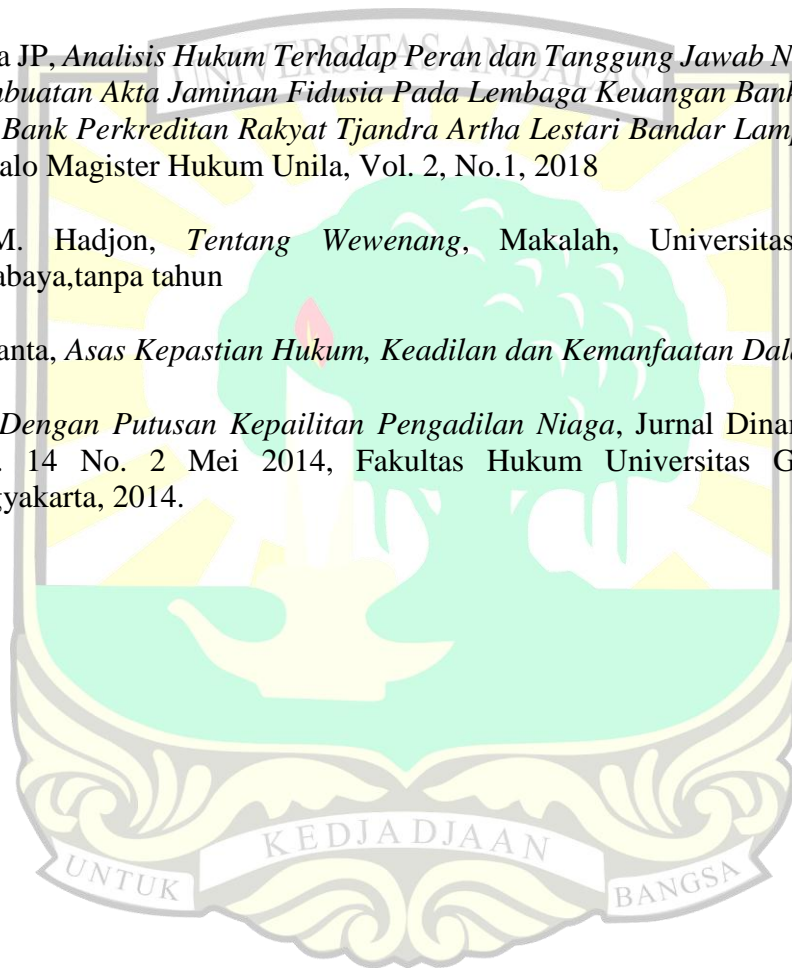 a JP, Analisis Hukum Terhadap Peran dan Tanggung Jawab N
buatan Akta Jaminan Fidusia Pada Lembaga Keuangan Bank
Bank Perkreditan Rakyat Tjandra Artha Lestari Bandar Lam
alo Magister Hukum Unila, Vol. 2, No.1, 2018
M. Hadjon, Tentang Wewenang, Makalah, Universitas
abaya,tanpa tahun
anta, Asas Kepastian Hukum, Keadilan dan Kemanfaatan Dal
Dengan Putusan Kepailitan Pengadilan Niaga, Jurnal Dinar
. 14 No. 2 Mei 2014, Fakultas Hukum Universitas G
gyakarta, 2014.
UNIVERSITAS ANDALAS
UNTUK KEDJADJAAN BANGSA